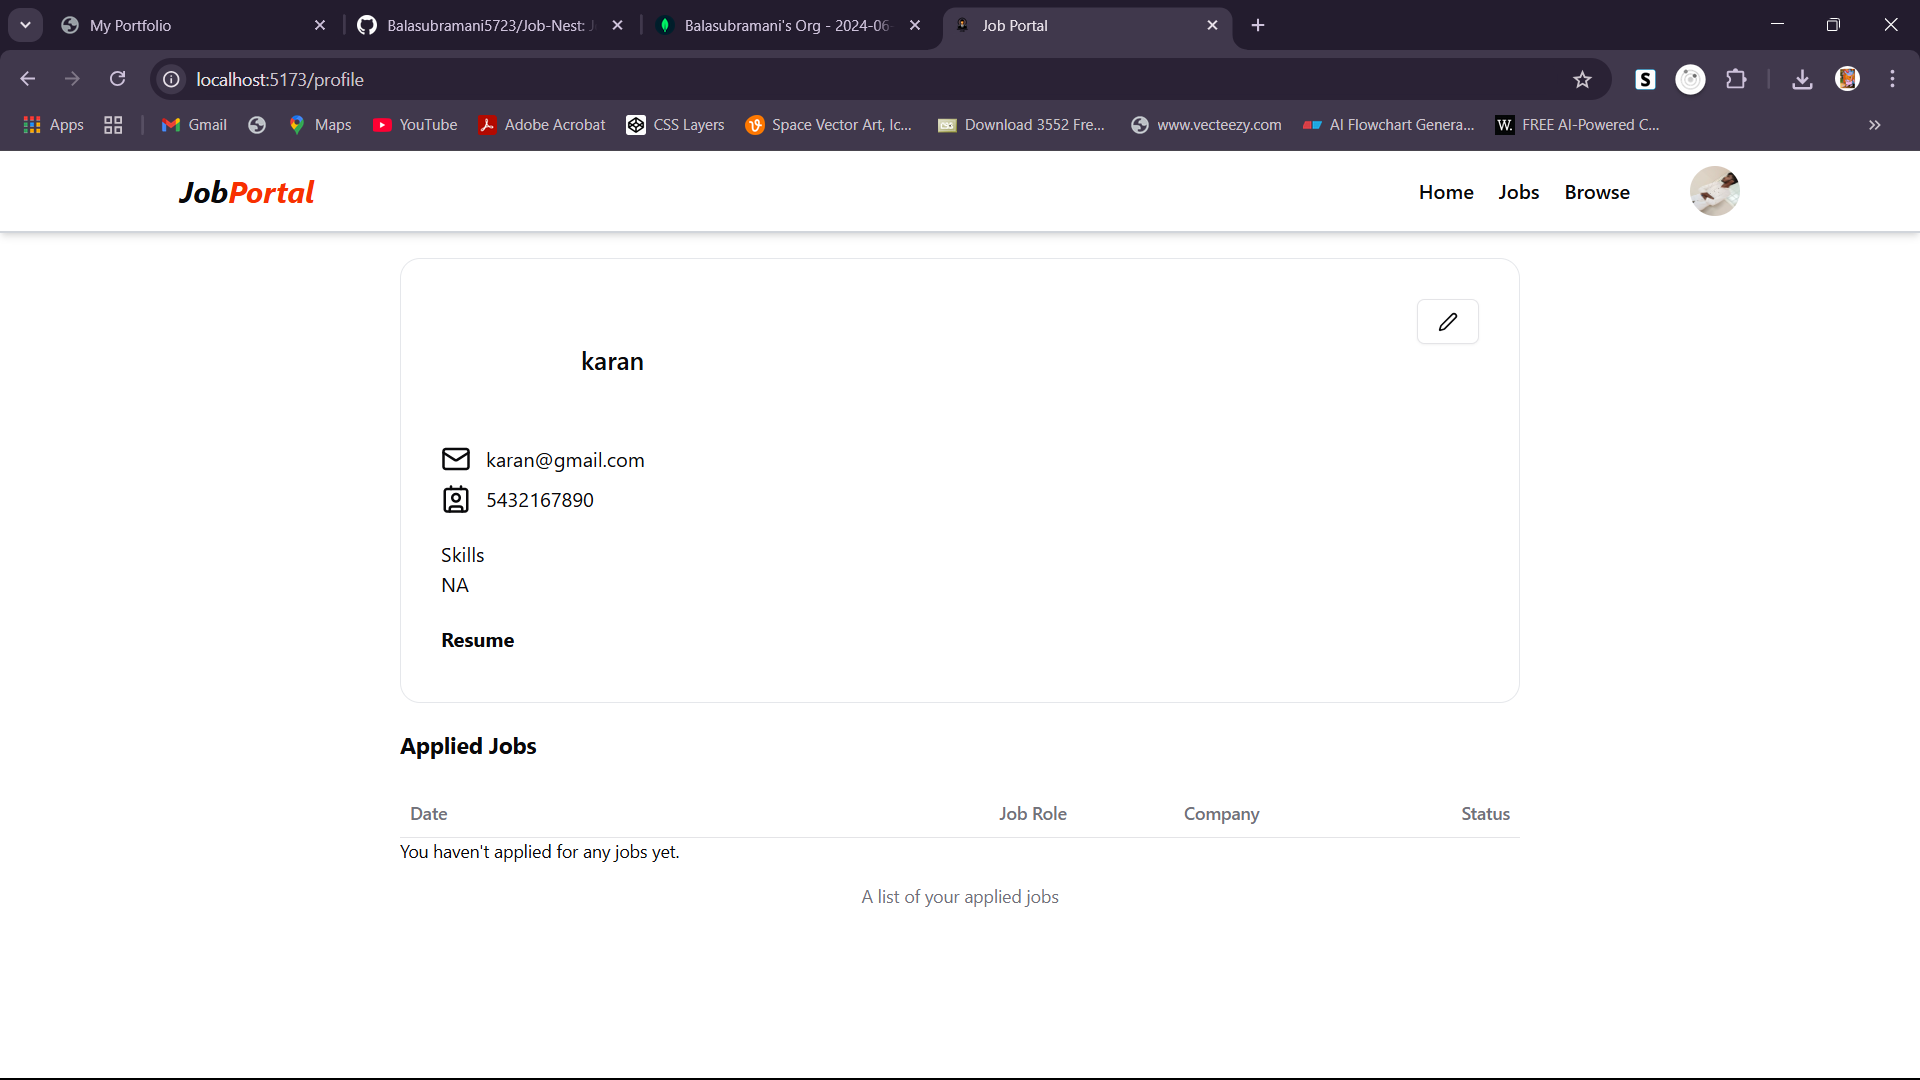 My Portfolio
Balasubramani5723/Job-Nest: J
Balasubramani's Org - 2024-06-
Job Portal
localhost:5173/profile
Apps
Gmail
Maps
YouTube
Adobe Acrobat
CSS Layers
Space Vector Art, Ic...
Download 3552 Fre...
www.vecteezy.com
AI Flowchart Genera...
W.
FREE AI-Powered C...
JobPortal
Home
Jobs
Browse
karan
karan@gmail.com
5432167890
Skills
NA
Resume
Applied Jobs
Date Job Role Company Status
You haven't applied for any jobs yet.
A list of your applied jobs